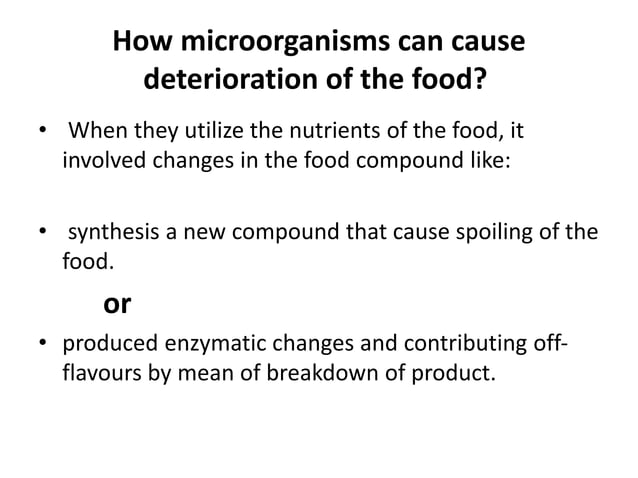 How microorganisms can cause
deterioration of the food?
• When they utilize the nutrients of the food, it
involved changes in the food compound like:
• synthesis a new compound that cause spoiling of the
food.
or
• produced enzymatic changes and contributing off-
flavours by mean of breakdown of product.